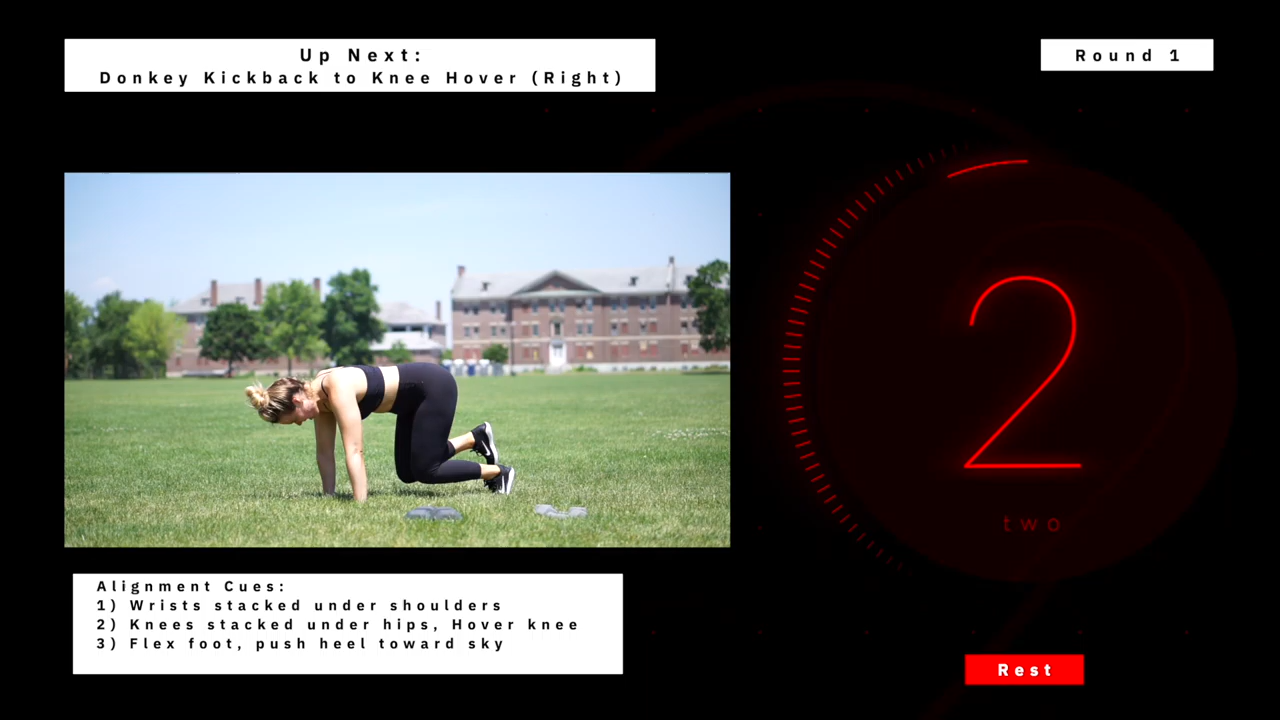 Up Next:
Donkey Kickback to Knee Hover (Right)
Round 1
2
two
Alignment Cues:
1) Wrists stacked under shoulders
2) Knees stacked under hips, Hover knee
3) Flex foot, push heel toward sky
Rest